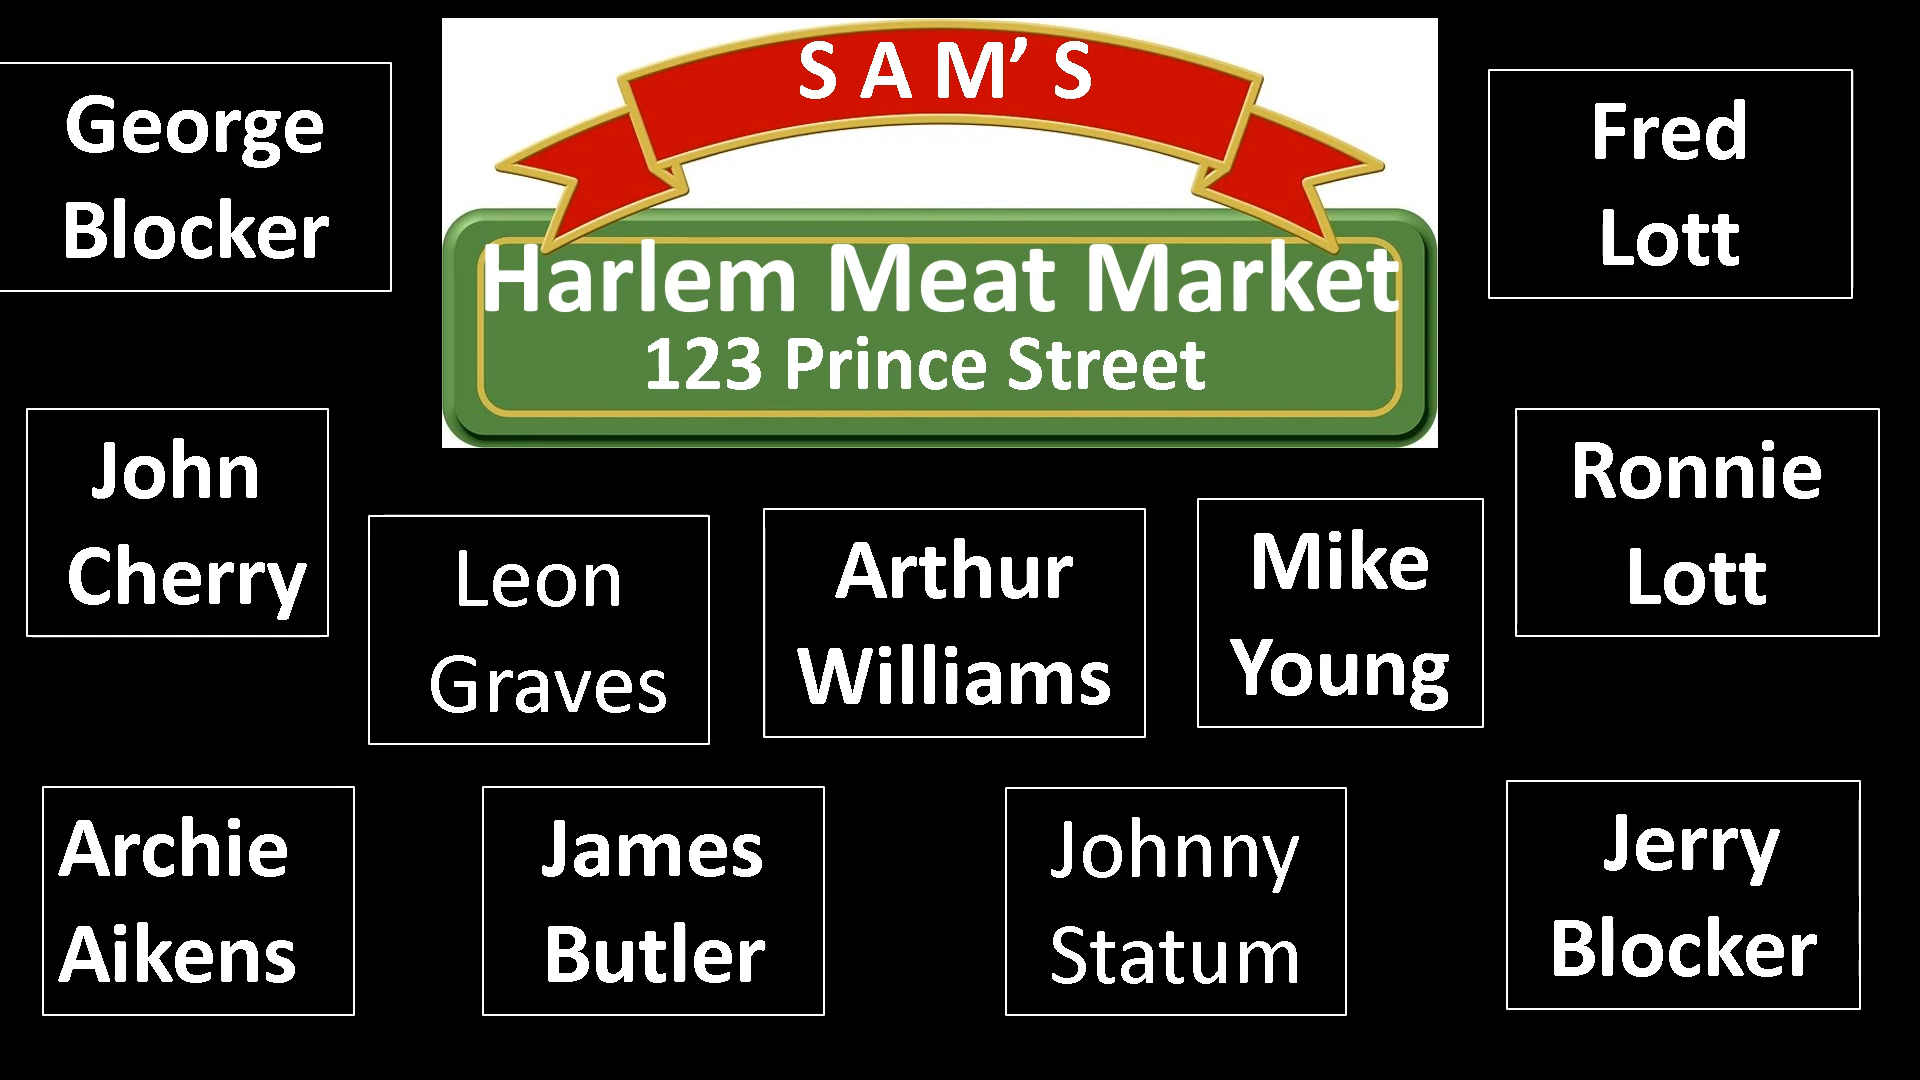 S A M’ S
Harlem Meat Market
123 Prince Street
George
Blocker
Fred
Lott
John
Cherry
Leon
Graves
Arthur
Williams
Mike
Young
Ronnie
Lott
Archie
Aikens
James
Butler
Johnny
Statum
Jerry
Blocker